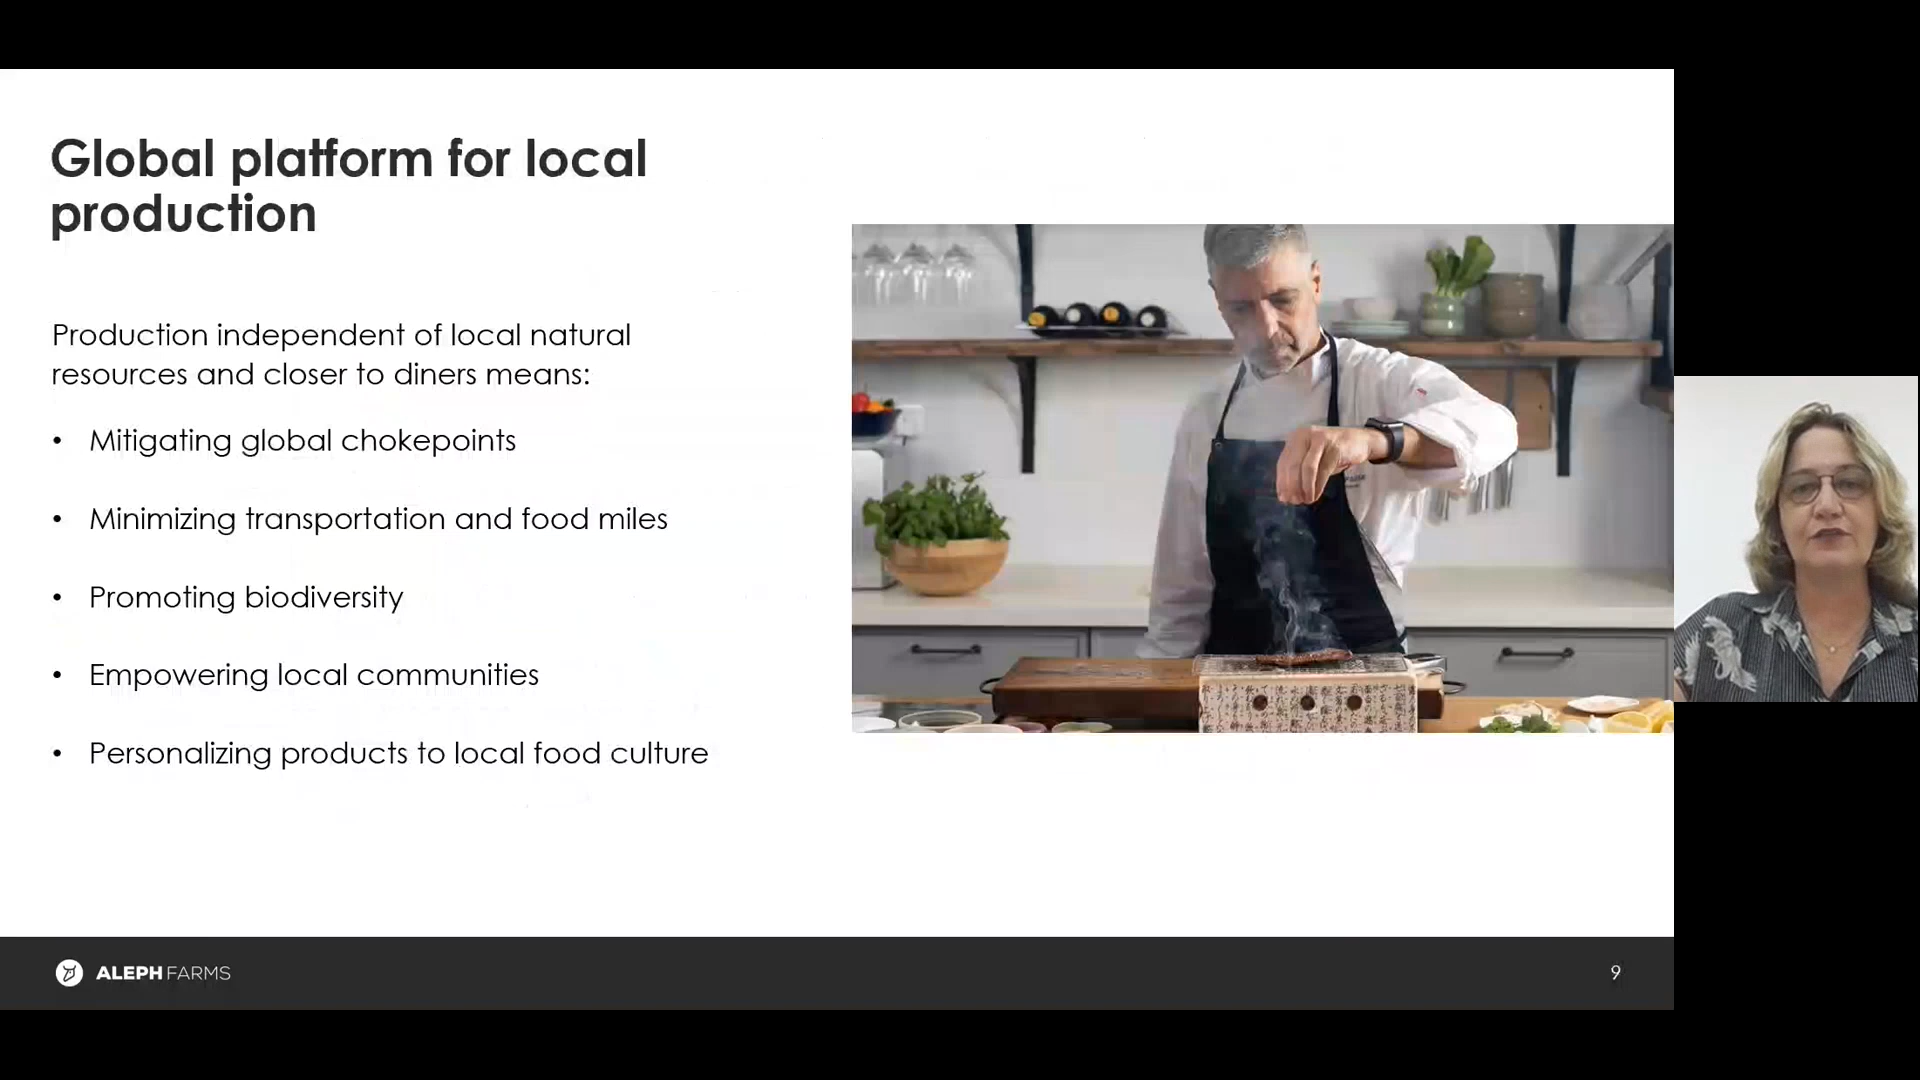 Global platform for local
production
Production independent of local natural
resources and closer to diners means:
• Mitigating global chokepoints
• Minimizing transportation and food miles
• Promoting biodiversity
• Empowering local communities
• Personalizing products to local food culture
ALEPH FARMS
9